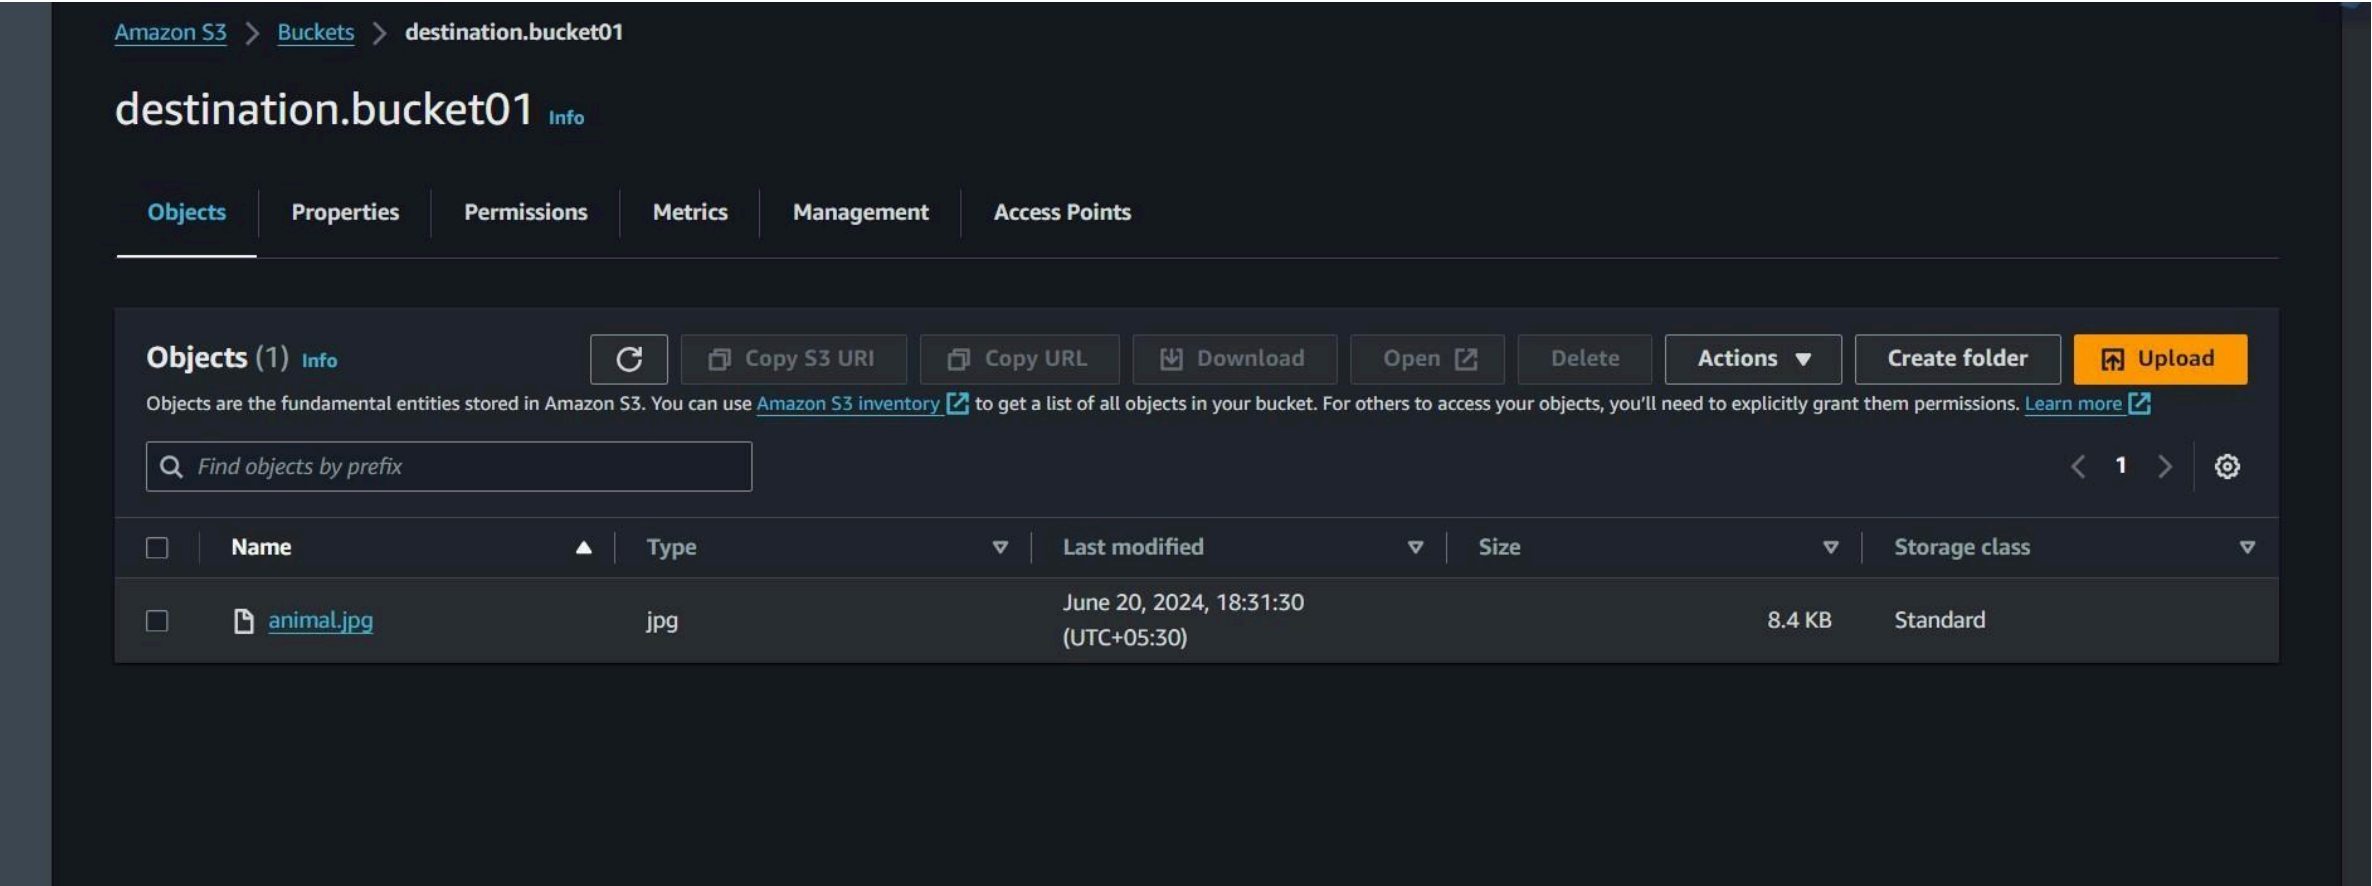 Amazon S3 > Buckets > destination.bucket01
destination.bucket01 Info
Objects Properties Permissions Metrics Management Access Points
Objects (1) Info Copy S3 URI Copy URL Download Open Delete Actions Create folder Upload
Objects are the fundamental entities stored in Amazon S3. You can use Amazon S3 inventory to get a list of all objects in your bucket. For others to access your objects, you'll need to explicitly grant them permissions. Learn more
Find objects by prefix < 1 >
Name Type Last modified Size Storage class
animal.jpg jpg June 20, 2024, 18:31:30 8.4 KB Standard
(UTC+05:30)